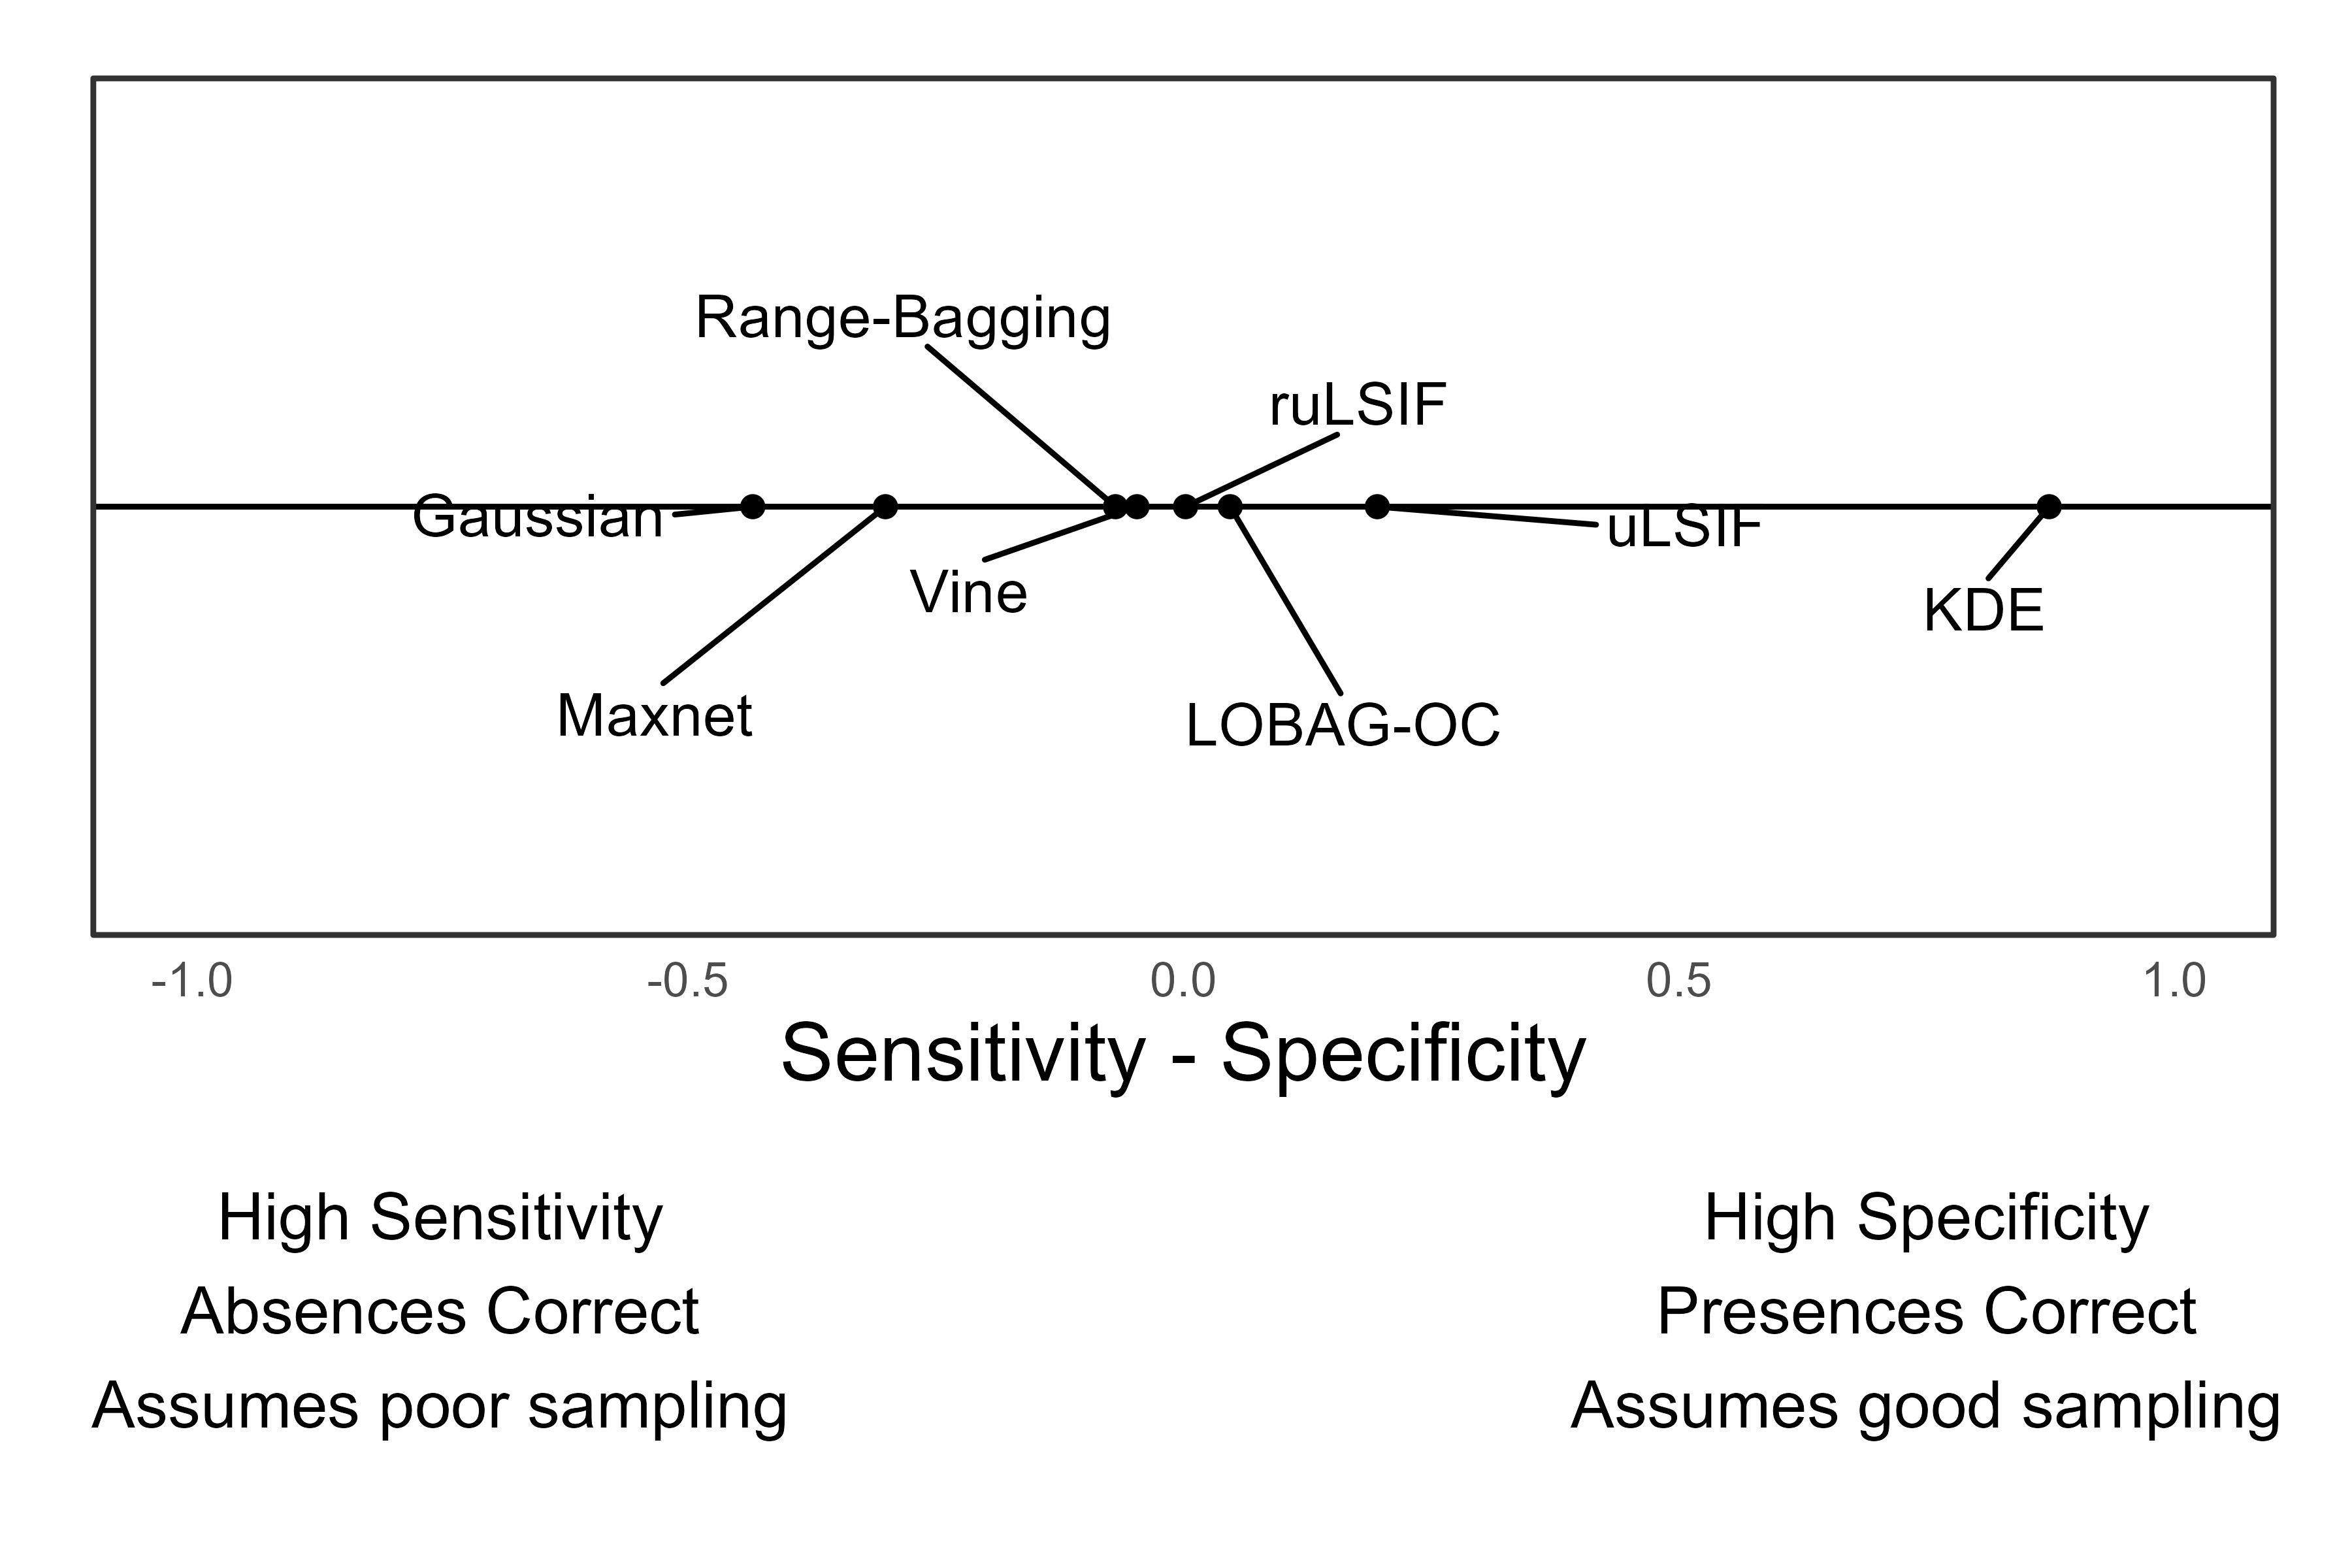 Range-Bagging
ruLSIF
Gaussian
uLSIF
Vine
KDE
Maxnet
LOBAG-OC
-1.0 -0.5 0.0 0.5 1.0
Sensitivity - Specificity
High Sensitivity High Specificity
Absences Correct Presences Correct
Assumes poor sampling Assumes good sampling